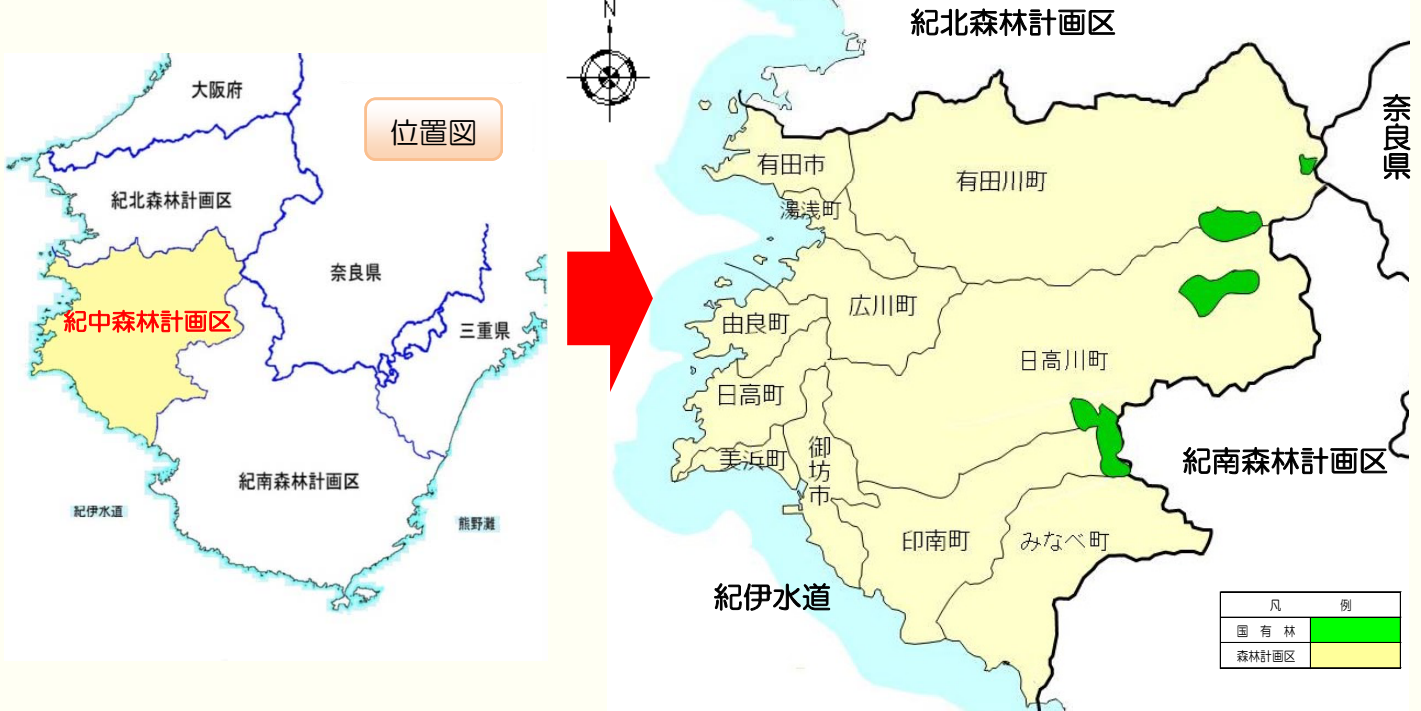 大阪府
位置図
紀北森林計画区
奈良県
紀中森林計画区
三重県
紀南森林計画区
紀伊水道
熊野灘
N
紀北森林計画区
奈良県
有田市
有田川町
湯浅町
広川町
由良町
日高川町
日高町
美浜町
御坊市
紀南森林計画区
印南町
みなべ町
紀伊水道
凡 例
国 有 林
森林計画区